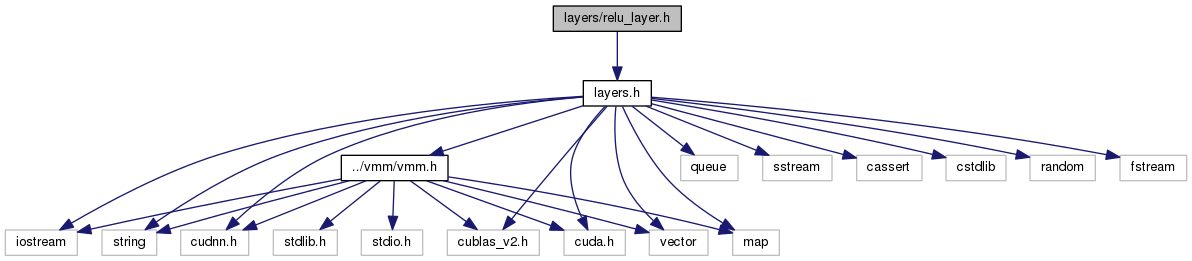 layers/relu_layer.h
layers.h
../vmm/vmm.h
queue
sstream
cassert
cstdlib
random
fstream
iostream
string
cudnn.h
stdlib.h
stdio.h
cublas_v2.h
cuda.h
vector
map